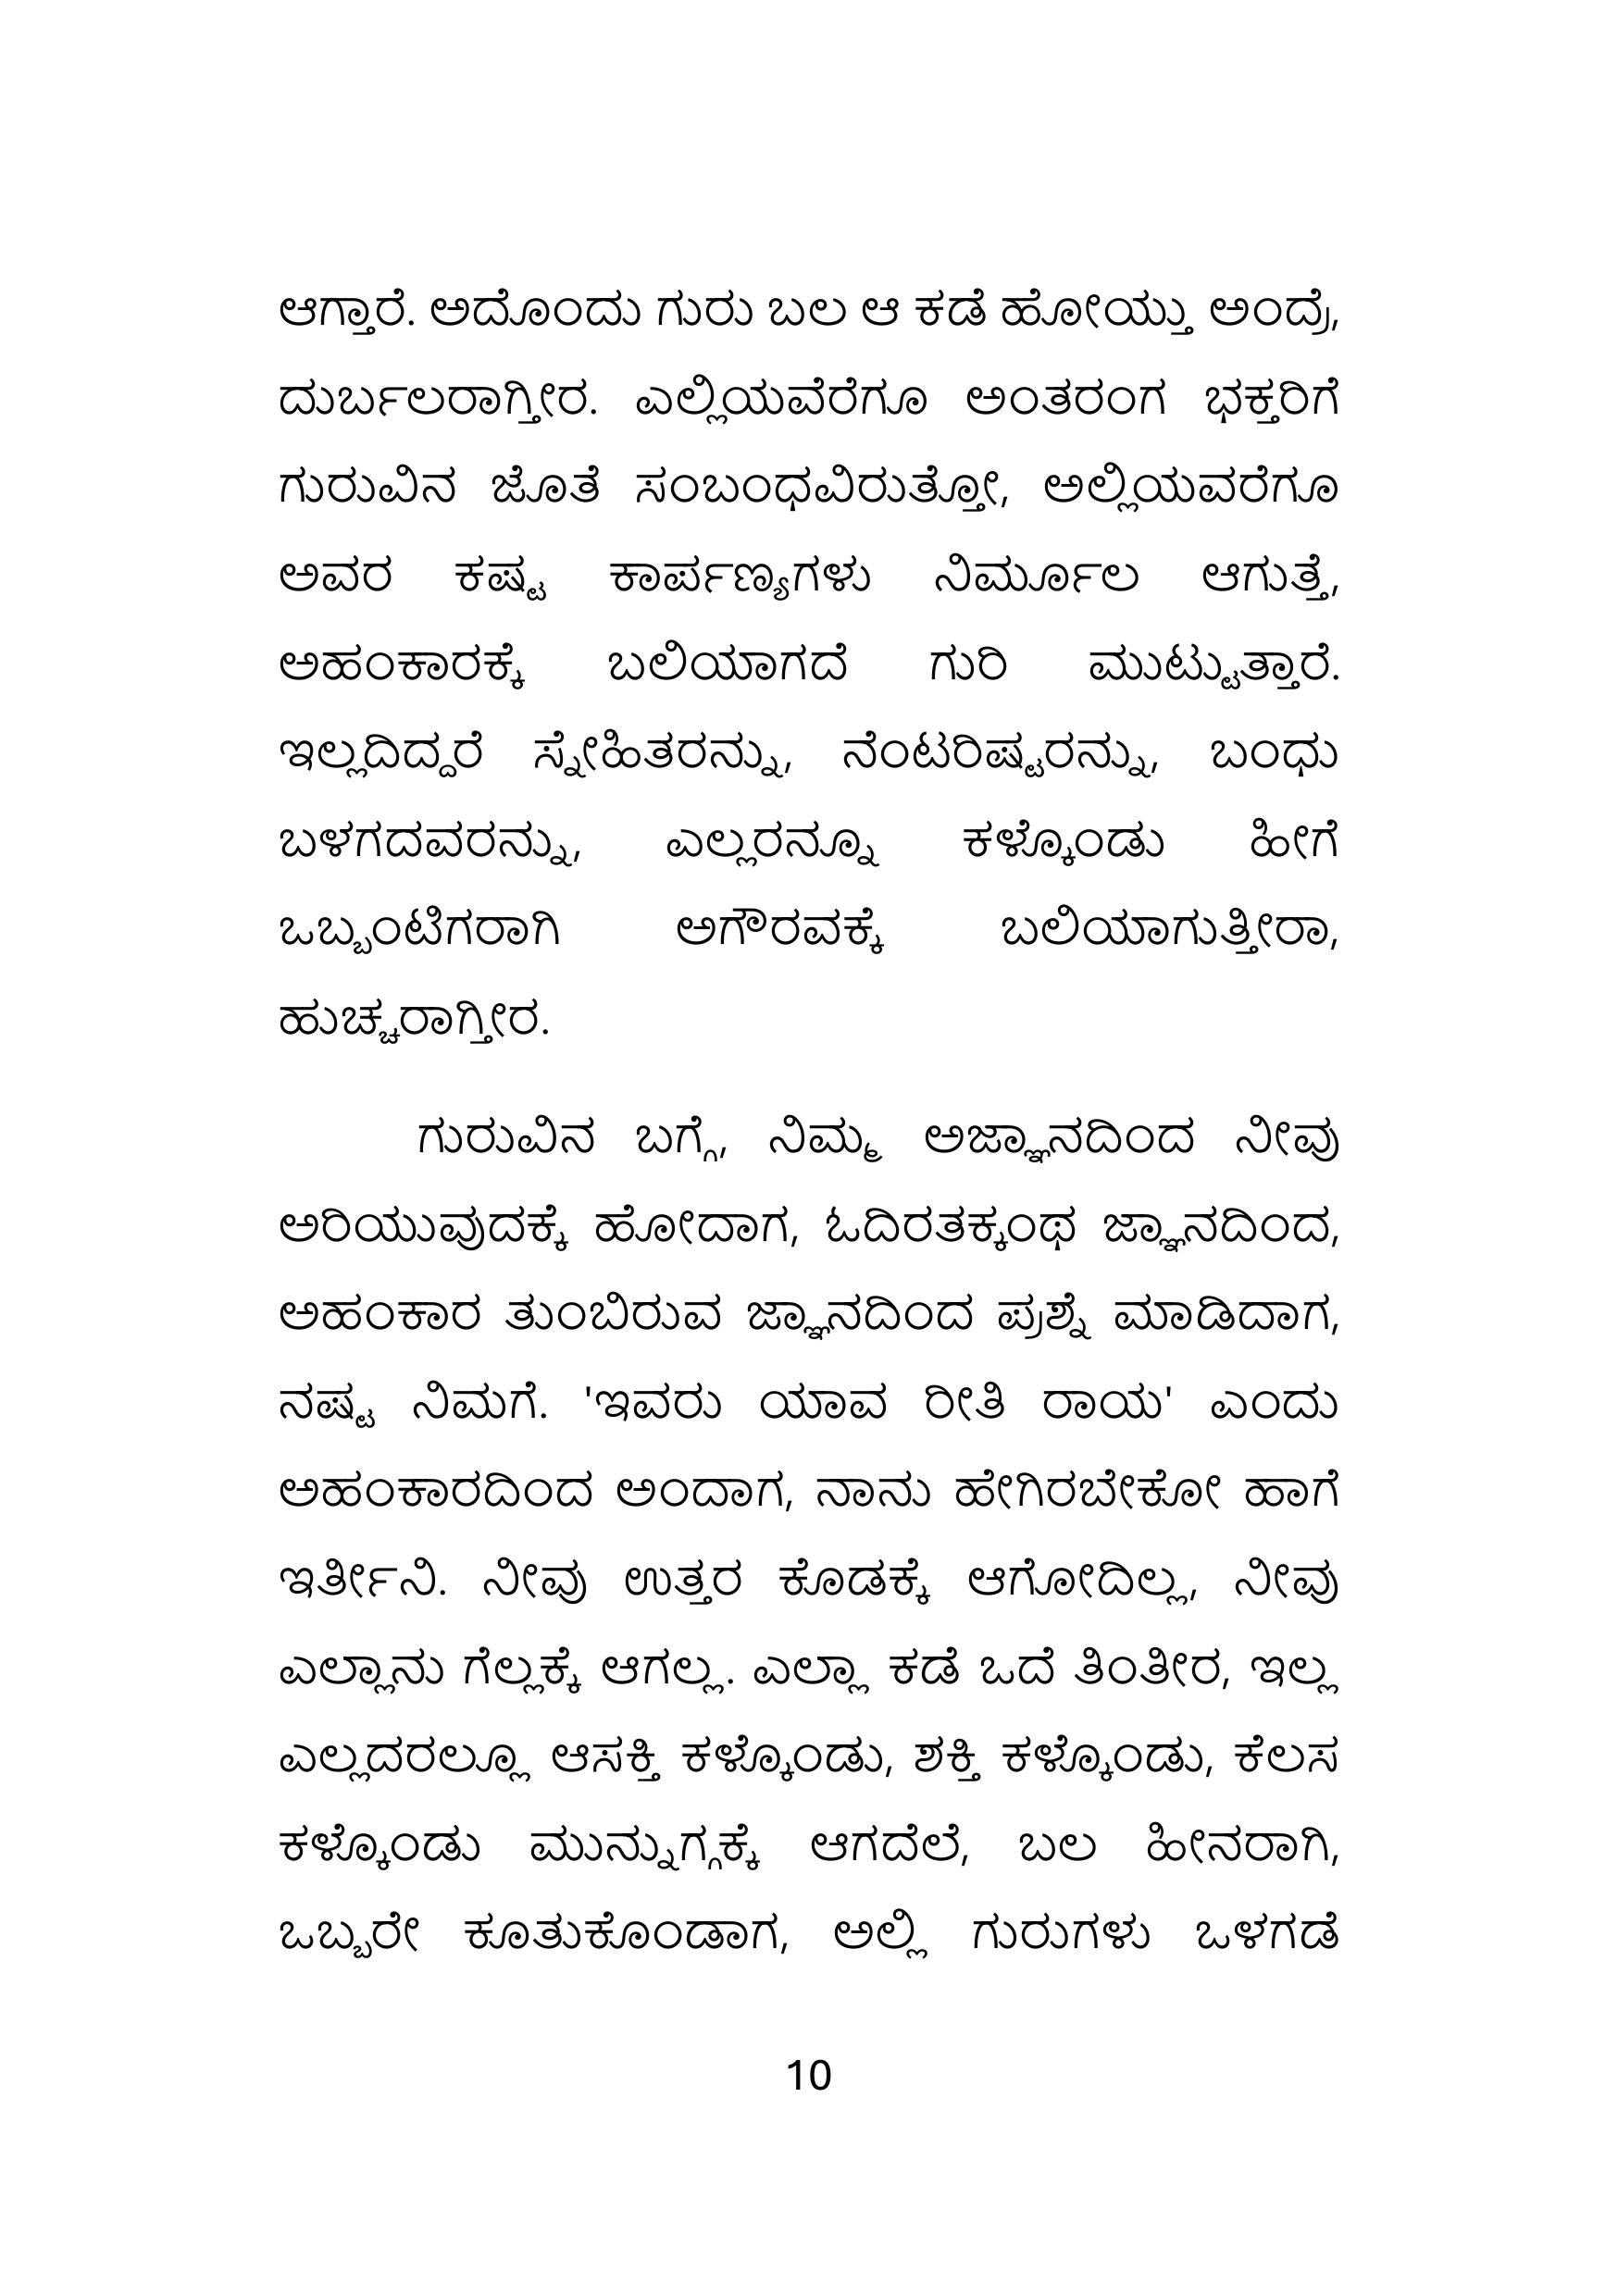 ಆಗ್ತಾರೆ. ಅದೊಂದು ಗುರು ಬಲ ಆ ಕಡೆ ಹೋಯ್ತು ಅಂದ್ರೆ,
ದುರ್ಬಲರಾಗ್ತೀರ. ಎಲ್ಲಿಯವೆರೆಗೂ ಅಂತರಂಗ ಭಕ್ತರಿಗೆ
ಗುರುವಿನ ಜೊತೆ ಸಂಬಂಧವಿರುತ್ತೋ, ಅಲ್ಲಿಯವರೆಗೂ
ಅವರ ಕಷ್ಟ ಕಾರ್ಪಣ್ಯಗಳು ನಿರ್ಮೂಲ ಆಗುತ್ತೆ,
ಅಹಂಕಾರಕ್ಕೆ ಬಲಿಯಾಗದೆ ಗುರಿ ಮುಟ್ಟುತ್ತಾರೆ.
ಇಲ್ಲದಿದ್ದರೆ ಸ್ನೇಹಿತರನ್ನು, ನೆಂಟರಿಷ್ಟರನ್ನು, ಬಂಧು
ಬಳಗದವರನ್ನು, ಎಲ್ಲರನ್ನೂ ಕಳ್ಕೊಂಡು ಹೀಗೆ
ಒಬ್ಬಂಟಿಗರಾಗಿ ಅಗೌರವಕ್ಕೆ ಬಲಿಯಾಗುತ್ತೀರಾ,
ಹುಚ್ಚರಾಗ್ತೀರ.
ಗುರುವಿನ ಬಗ್ಗೆ, ನಿಮ್ಮ ಅಜ್ಞಾನದಿಂದ ನೀವು
ಅರಿಯುವುದಕ್ಕೆ ಹೋದಾಗ, ಓದಿರತಕ್ಕಂಥ ಜ್ಞಾನದಿಂದ,
ಅಹಂಕಾರ ತುಂಬಿರುವ ಜ್ಞಾನದಿಂದ ಪ್ರಶ್ನೆ ಮಾಡಿದಾಗ,
ನಷ್ಟ ನಿಮಗೆ. 'ಇವರು ಯಾವ ರೀತಿ ರಾಯ' ಎಂದು
ಅಹಂಕಾರದಿಂದ ಅಂದಾಗ, ನಾನು ಹೇಗಿರಬೇಕೋ ಹಾಗೆ
ಇರ್ತೀನಿ. ನೀವು ಉತ್ತರ ಕೊಡಕ್ಕೆ ಆಗೋದಿಲ್ಲ, ನೀವು
ಎಲ್ಲಾನು ಗೆಲ್ಲಕ್ಕೆ ಆಗಲ್ಲ. ಎಲ್ಲಾ ಕಡೆ ಒದೆ ತಿಂತೀರ, ಇಲ್ಲ
ಎಲ್ಲದರಲ್ಲೂ ಆಸಕ್ತಿ ಕಳ್ಕೊಂಡು, ಶಕ್ತಿ ಕಳ್ಕೊಂಡು, ಕೆಲಸ
ಕಳ್ಕೊಂಡು ಮುನ್ನುಗ್ಗಕ್ಕೆ ಆಗದೆಲೆ, ಬಲ ಹೀನರಾಗಿ,
ಒಬ್ಬರೇ ಕೂತುಕೊಂಡಾಗ, ಅಲ್ಲಿ ಗುರುಗಳು ಒಳಗಡೆ
10